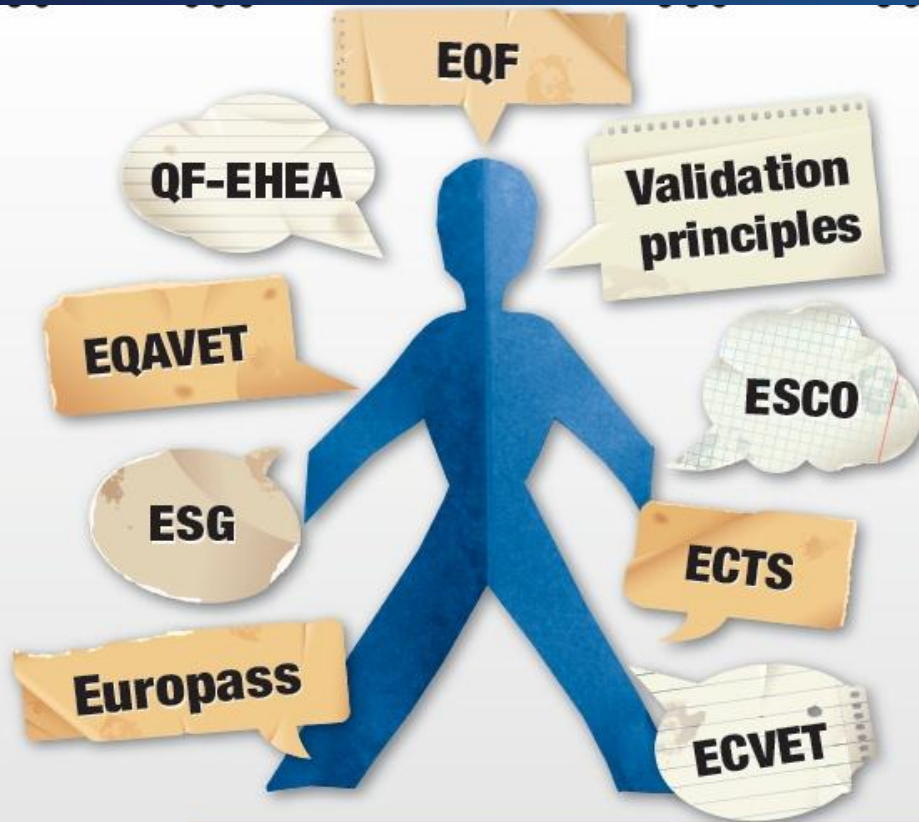 EQF
QF-EHEA
Validation
principles
EQAVET
ESCO
ESG
ECTS
Europass
ECVET